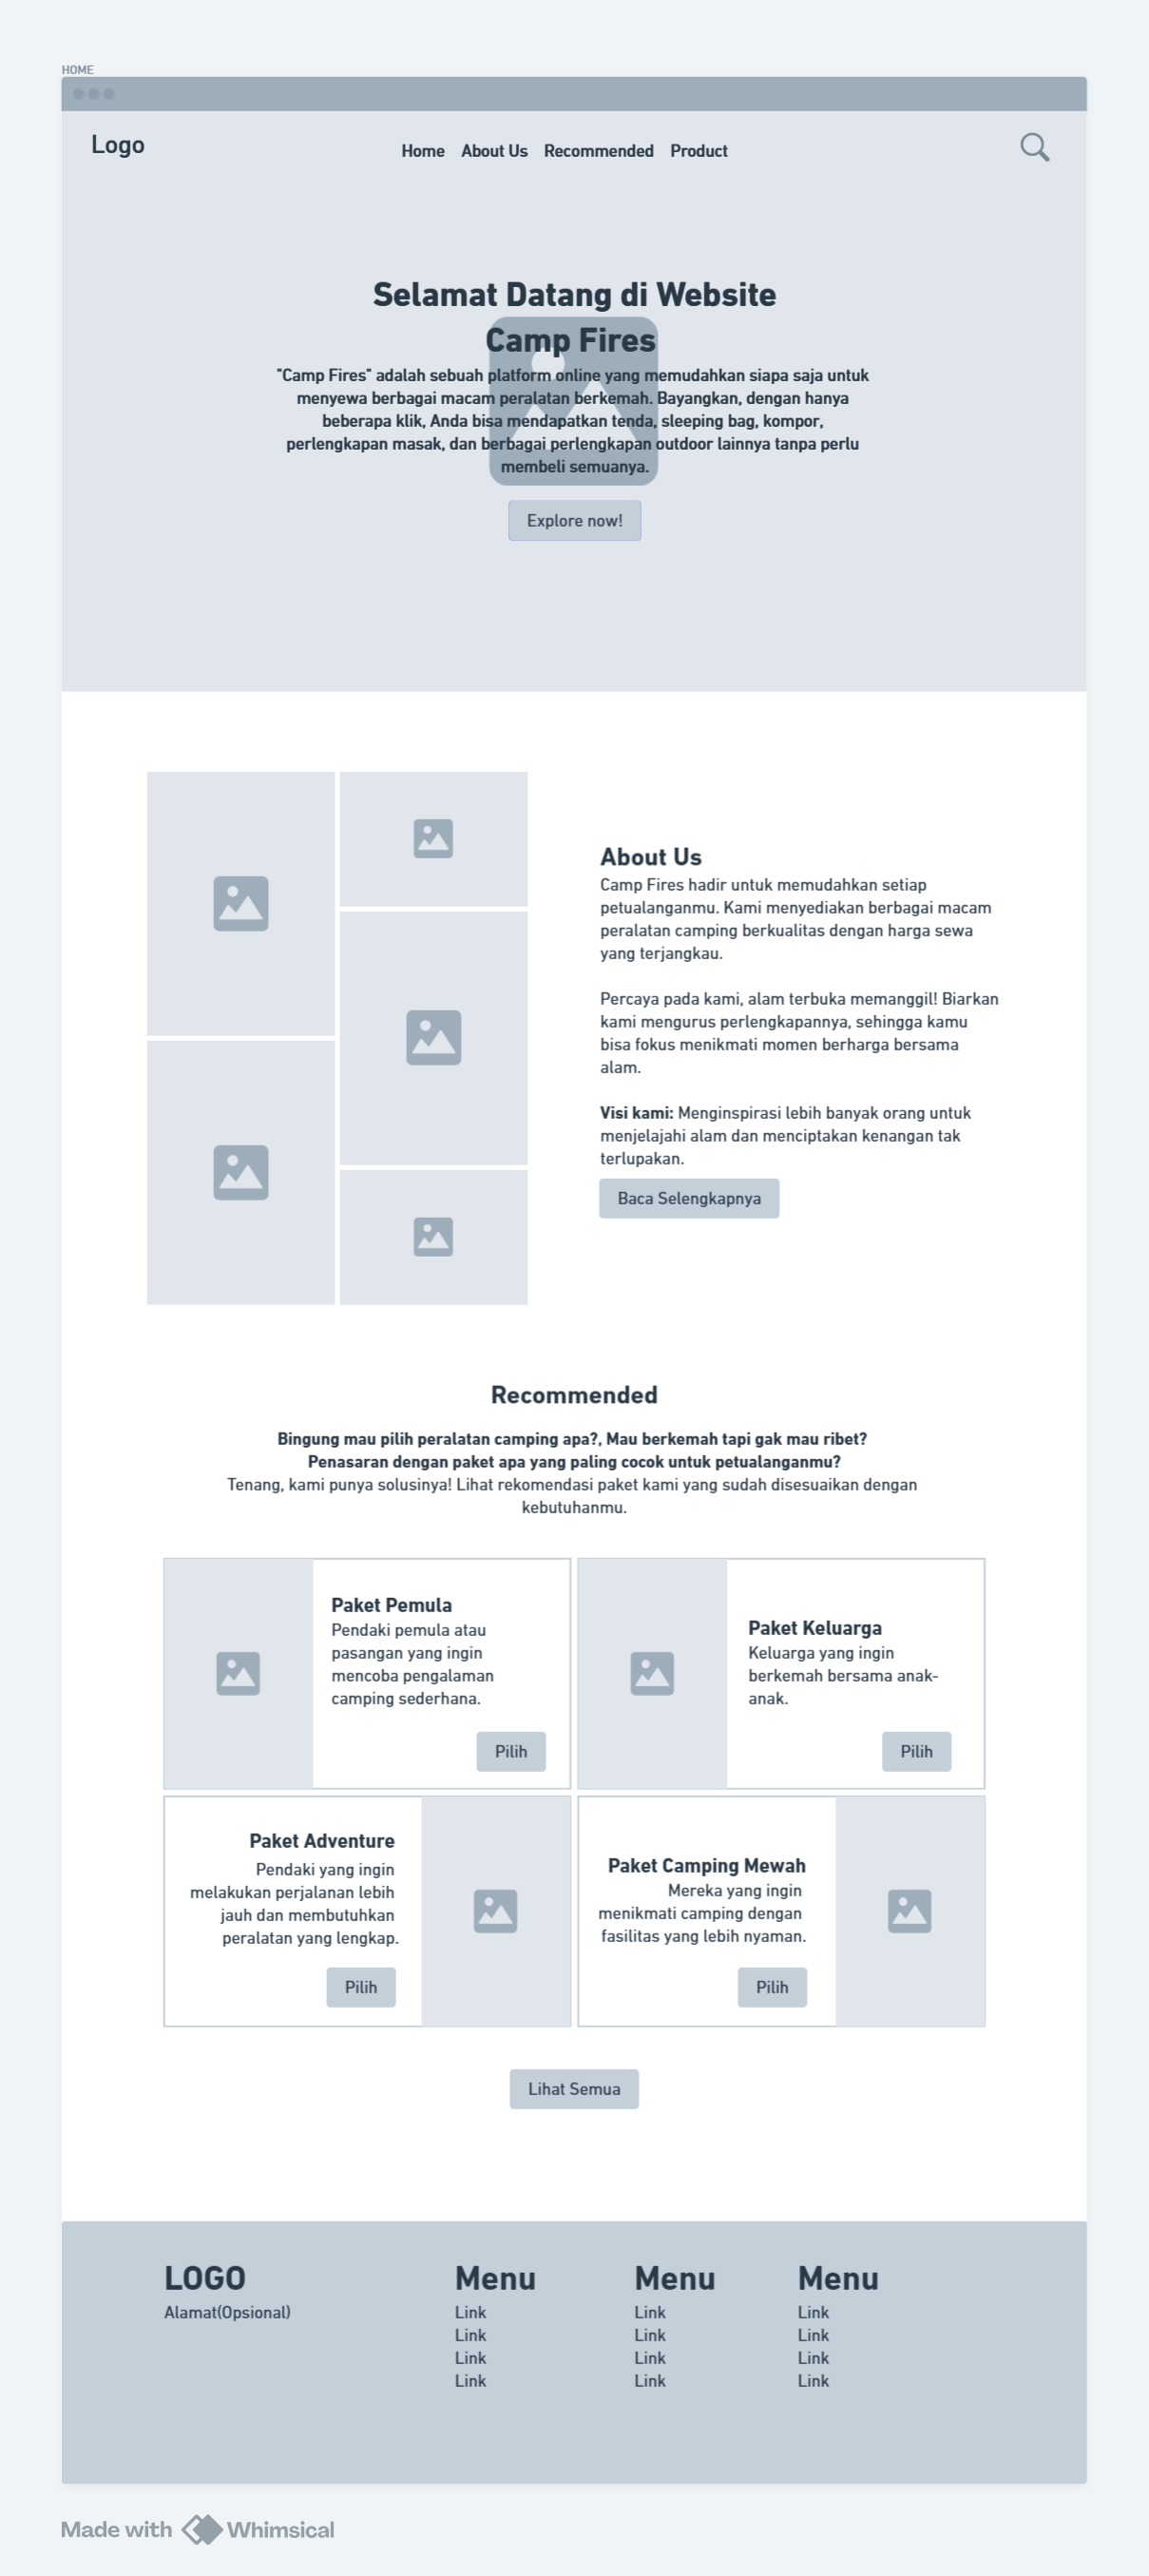 HOME
Logo
Home About Us Recommended Product
Selamat Datang di Website
Camp Fires
"Camp Fires" adalah sebuah platform online yang memudahkan siapa saja untuk
menyewa berbagai macam peralatan berkemah. Bayangkan, dengan hanya
beberapa klik, Anda bisa mendapatkan tenda, sleeping bag, kompor,
perlengkapan masak, dan berbagai perlengkapan outdoor lainnya tanpa perlu
membeli semuanya.
Explore now!
About Us
Camp Fires hadir untuk memudahkan setiap
petualanganmu. Kami menyediakan berbagai macam
peralatan camping berkualitas dengan harga sewa
yang terjangkau.
Percaya pada kami, alam terbuka memanggil! Biarkan
kami mengurus perlengkapannya, sehingga kamu
bisa fokus menikmati momen berharga bersama
alam.
Visi kami: Menginspirasi lebih banyak orang untuk
menjelajahi alam dan menciptakan kenangan tak
terlupakan.
Baca Selengkapnya
Recommended
Bingung mau pilih peralatan camping apa?, Mau berkemah tapi gak mau ribet?
Penasaran dengan paket apa yang paling cocok untuk petualanganmu?
Tenang, kami punya solusinya! Lihat rekomendasi paket kami yang sudah disesuaikan dengan
kebutuhanmu.
Paket Pemula
Pendaki pemula atau
pasangan yang ingin
mencoba pengalaman
camping sederhana.
Pilih
Paket Keluarga
Keluarga yang ingin
berkemah bersama anak-
anak.
Pilih
Paket Adventure
Pendaki yang ingin
melakukan perjalanan lebih
jauh dan membutuhkan
peralatan yang lengkap.
Pilih
Paket Camping Mewah
Mereka yang ingin
menikmati camping dengan
fasilitas yang lebih nyaman.
Pilih
Lihat Semua
LOGO
Alamat(Opsional)
Menu
Link
Link
Link
Link
Menu
Link
Link
Link
Link
Menu
Link
Link
Link
Link
Made with Whimsical